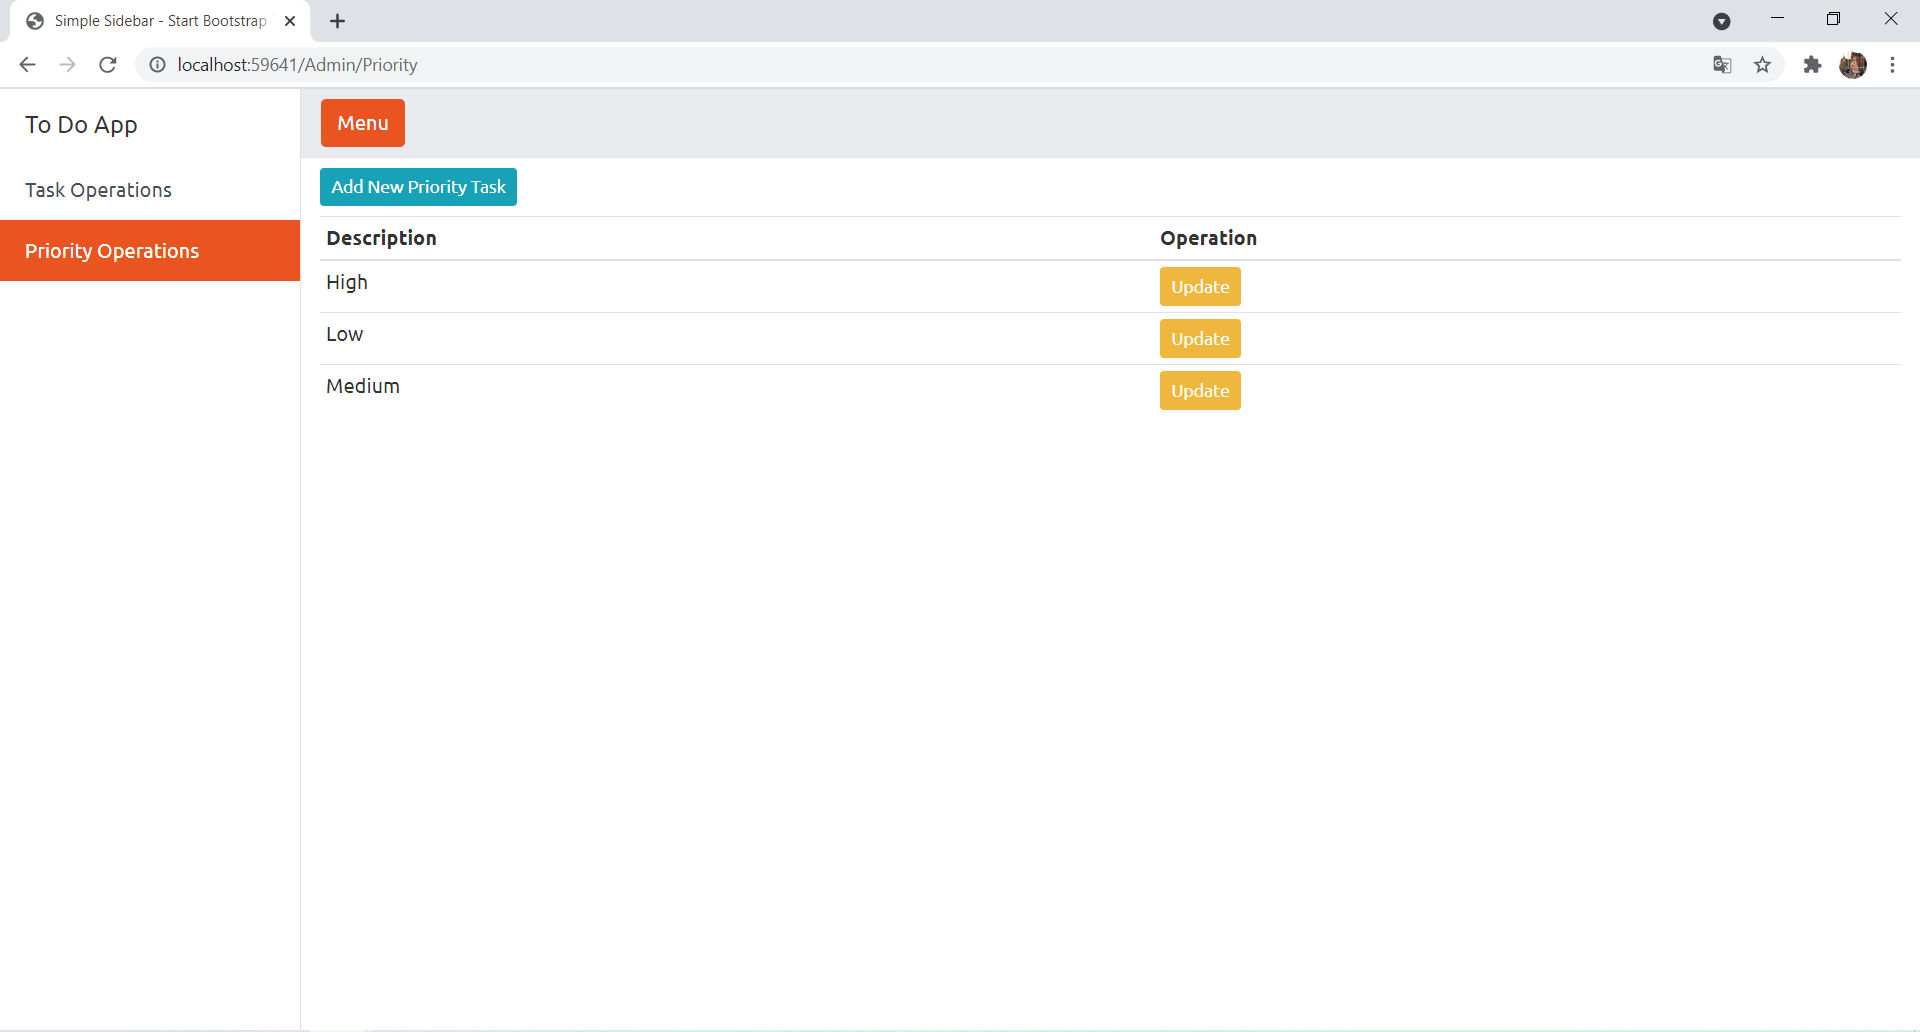 Simple Sidebar - Start Bootstrap
localhost:59641/Admin/Priority
To Do App
Menu
Task Operations
Add New Priority Task
Priority Operations
Description Operation
High Update
Low Update
Medium Update